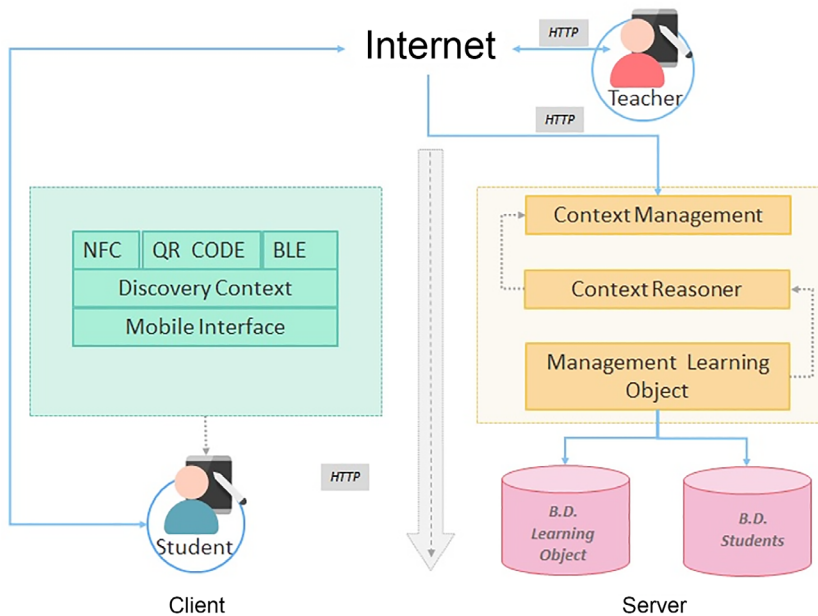 Internet
HTTP
Teacher
HTTP
NFC
QR CODE
BLE
Discovery Context
Mobile Interface
Context Management
Context Reasoner
Management Learning
Object
HTTP
Student
B.D.
Learning
Object
B.D.
Students
Client
Server